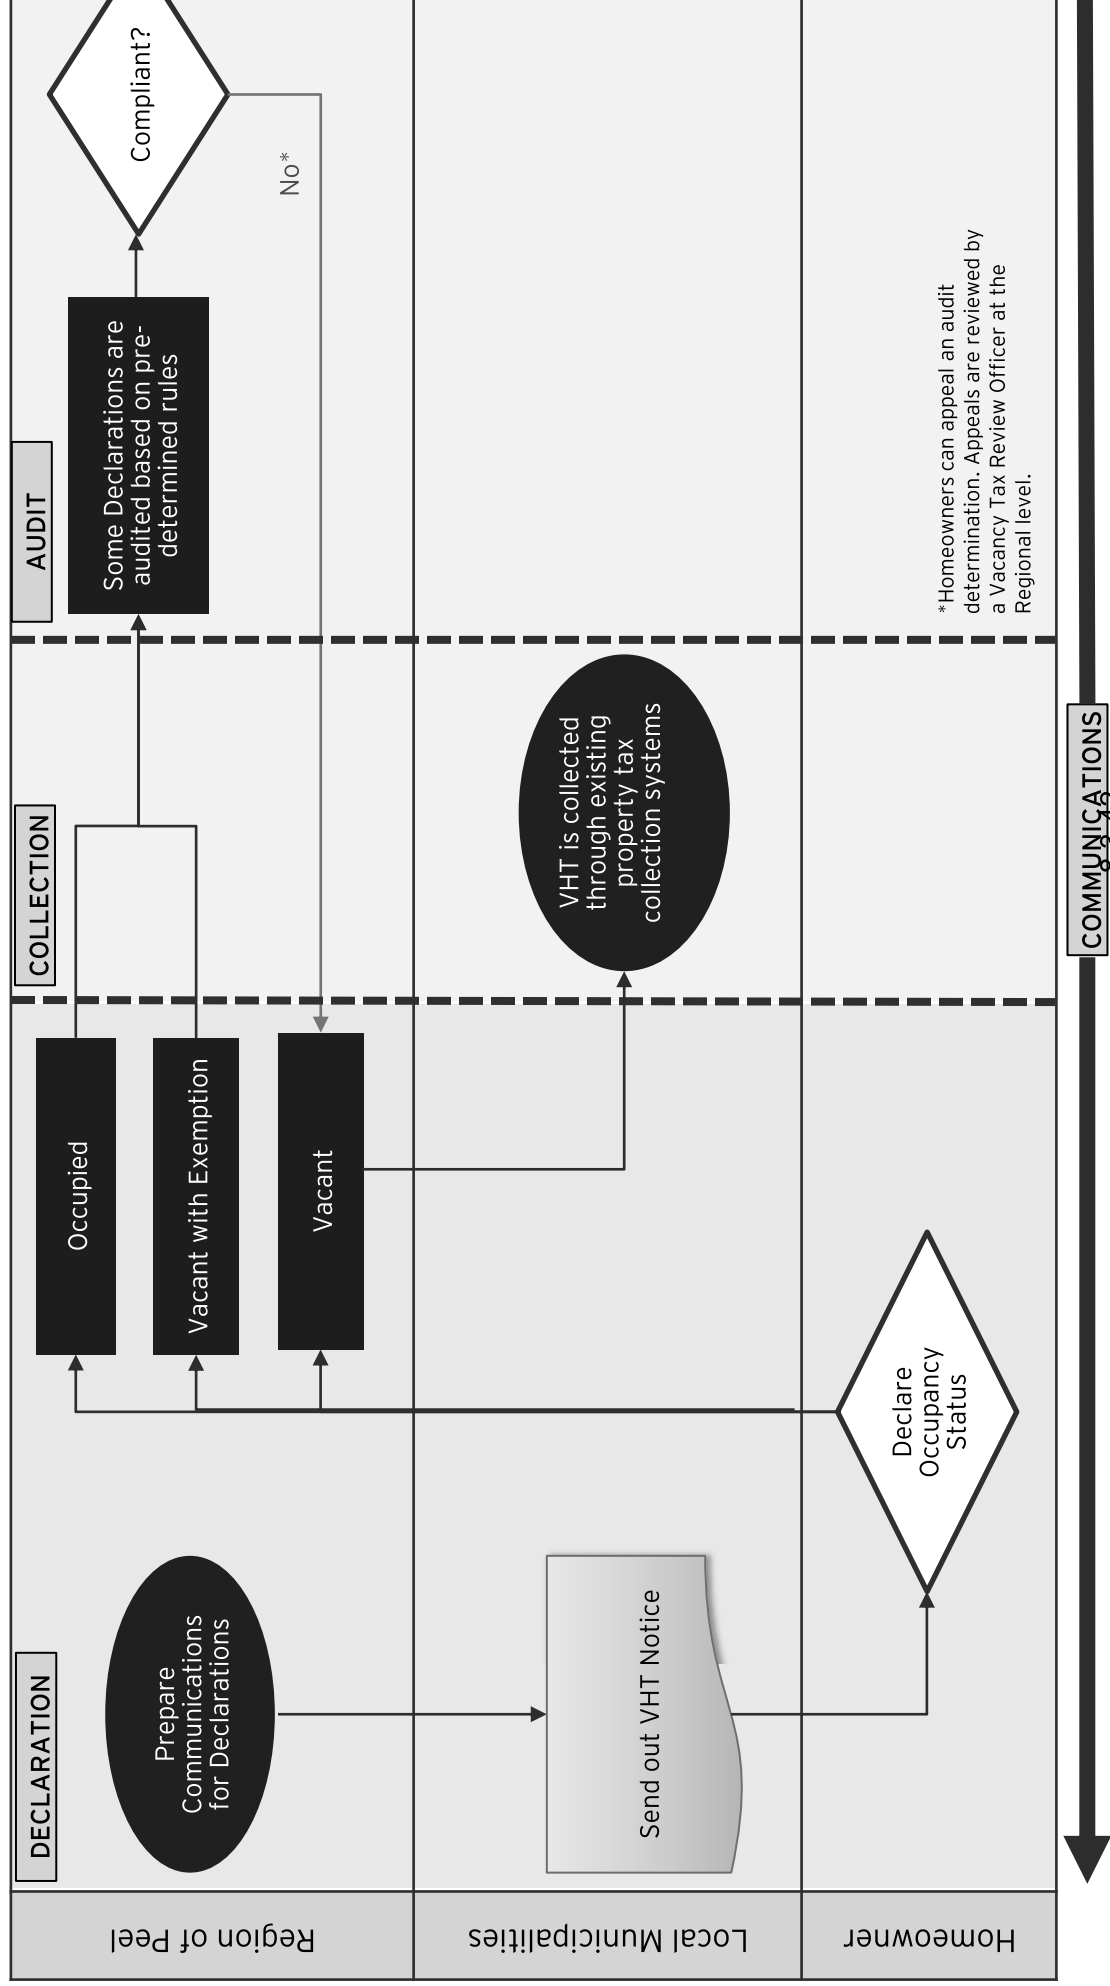 DECLARATION
COLLECTION
AUDIT
Region of Peel
Prepare
Communications
for Declarations
Occupied
Vacant with Exemption
Vacant
Some Declarations are
audited based on pre-
determined rules
Compliant?
No*
Local Municipalities
Send out VHT Notice
VHT is collected
through existing
property tax
collection systems
Homeowner
Declare
Occupancy
Status
*Homeowners can appeal an audit
determination. Appeals are reviewed by
a Vacancy Tax Review Officer at the
Regional level.
COMMUNICATIONS